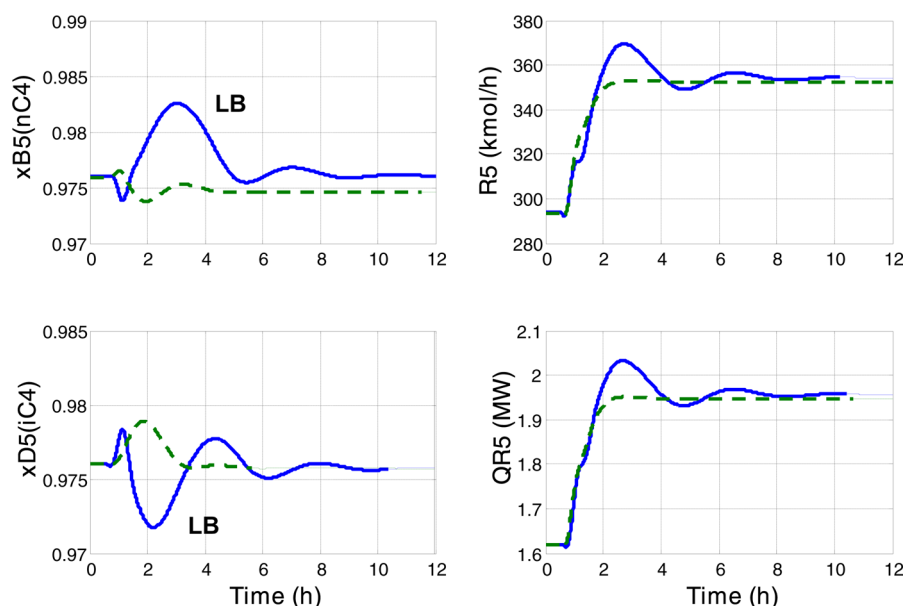 xB5(nC4)
0.99
0.985
0.98
0.975
0.97
LB
0 2 4 6 8 10 12
R5 (kmol/h)
380
360
340
320
300
280
0 2 4 6 8 10 12
xD5(iC4)
0.985
0.98
0.975
0.97
LB
0 2 4 6 8 10 12
Time (h)
QR5 (MW)
2.1
2
1.9
1.8
1.7
1.6
0 2 4 6 8 10 12
Time (h)